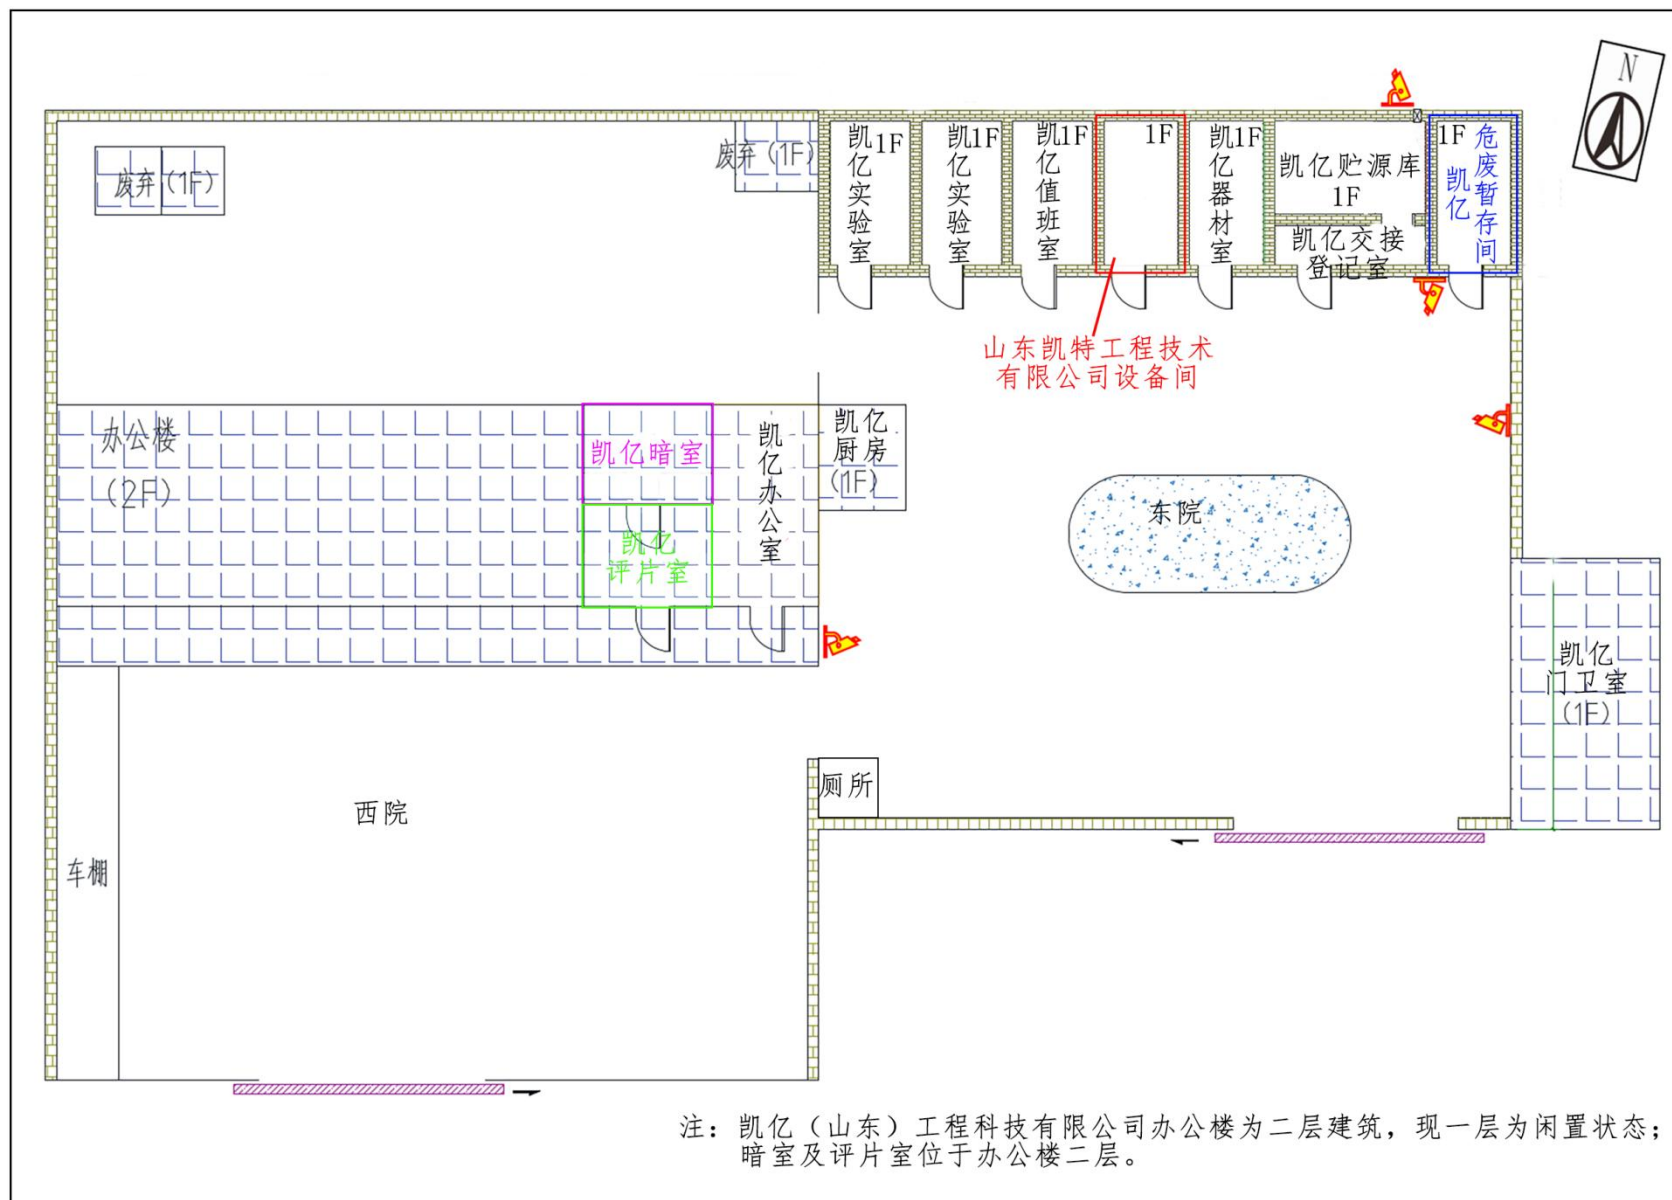 N
废弃（1F）
废弃（1F）
凯亿实验室
1F
凯亿实验室
1F
凯亿值班室
1F
1F
凯亿器材室
1F
凯亿贮源库
1F
凯亿交接
登记室
1F
凯亿
危废暂存间
山东凯特工程技术
有限公司设备间
办公楼
（2F）
凯亿暗室
凯亿
评片室
凯亿办公室
凯亿
厨房
（1F）
东院
凯亿
门卫室
（1F）
厕所
西院
车棚
注：凯亿（山东）工程科技有限公司办公楼为二层建筑，现一层为闲置状态；
暗室及评片室位于办公楼二层。